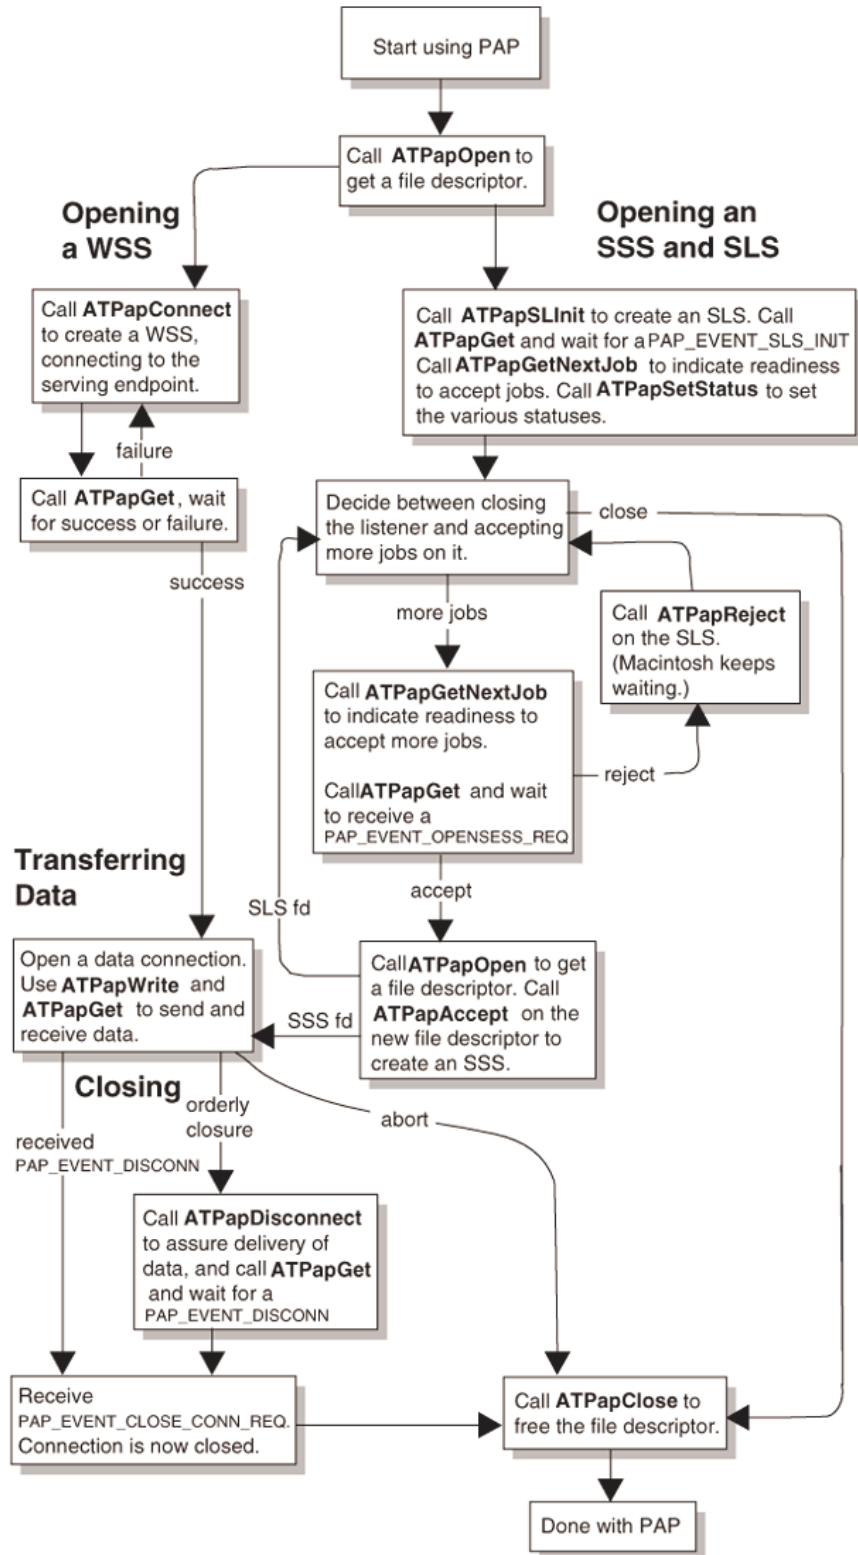 Start using PAP
Call ATPapOpen to
get a file descriptor.
Opening
a WSS
Opening an
SSS and SLS
Call ATPapConnect
to create a WSS,
connecting to the
serving endpoint.
Call ATPapSLInit to create an SLS. Call
ATPapGet and wait for a PAP_EVENT_SLS_INIT
Call ATPapGetNextJob to indicate readiness
to accept jobs. Call ATPapSetStatus to set
the various statuses.
failure
Call ATPapGet, wait
for success or failure.
success
Decide between closing
the listener and accepting
more jobs on it.
close
more jobs
Call ATPapReject
on the SLS.
(Macintosh keeps
waiting.)
Call ATPapGetNextJob
to indicate readiness to
accept more jobs.
Call ATPapGet and wait
to receive a
PAP_EVENT_OPENSESS_REQ
reject
accept
SLS fd
Transferring
Data
Open a data connection.
Use ATPapWrite and
ATPapGet to send and
receive data.
SSS fd
Call ATPapOpen to get
a file descriptor. Call
ATPapAccept on the
new file descriptor to
create an SSS.
Closing
orderly
closure
abort
received
PAP_EVENT_DISCONN
Call ATPapDisconnect
to assure delivery of
data, and call ATPapGet
and wait for a
PAP_EVENT_DISCONN
Receive
PAP_EVENT_CLOSE_CONN_REQ.
Connection is now closed.
Call ATPapClose to
free the file descriptor.
Done with PAP